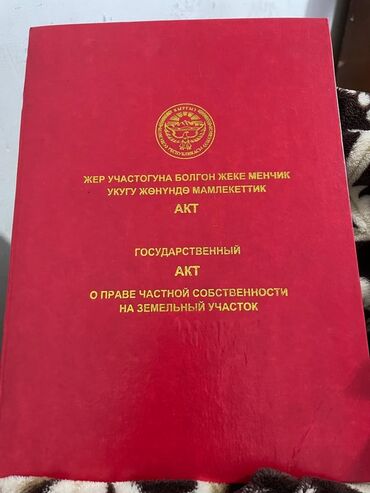 ЖЕР УЧАСТОГУНА БОЛГОН ЖЕКЕ МЕНЧИК
УКУГУ ЖӨНҮНДӨ МАМЛЕКЕТТИК
АКТ
ГОСУДАРСТВЕННЫЙ
АКТ
О ПРАВЕ ЧАСТНОЙ СОБСТВЕННОСТИ
НА ЗЕМЕЛЬНЫЙ УЧАСТОК